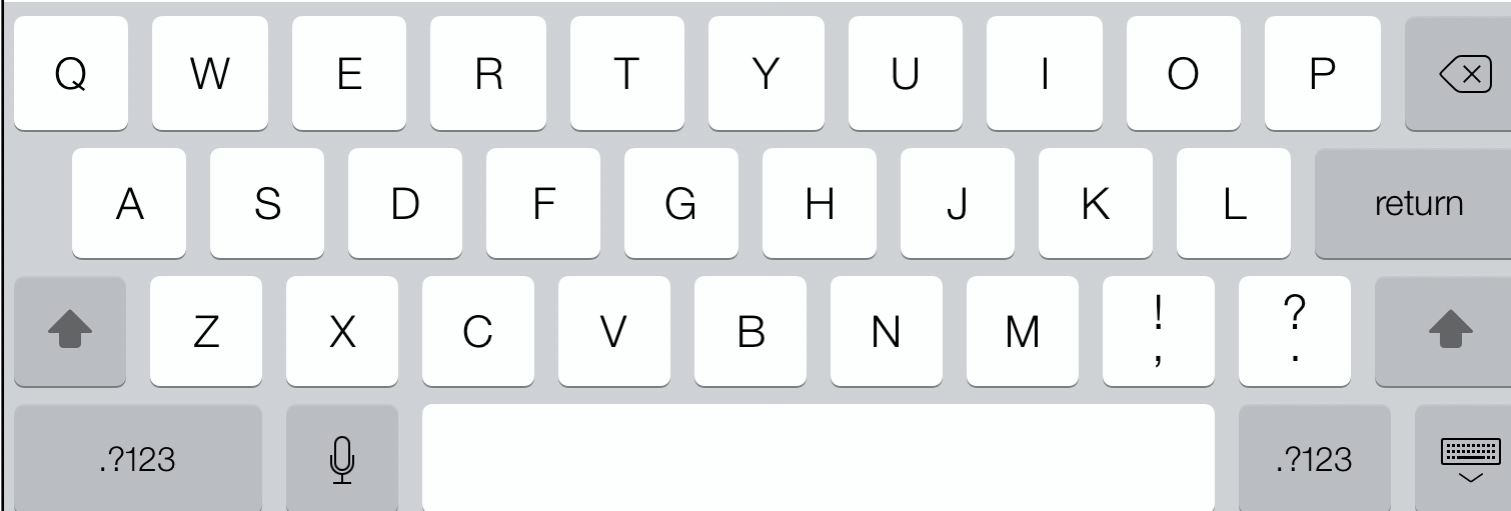 Q W E R T Y U I O P
A S D F G H J K L return
Z X C V B N M ! , ? .
.?123 .?123